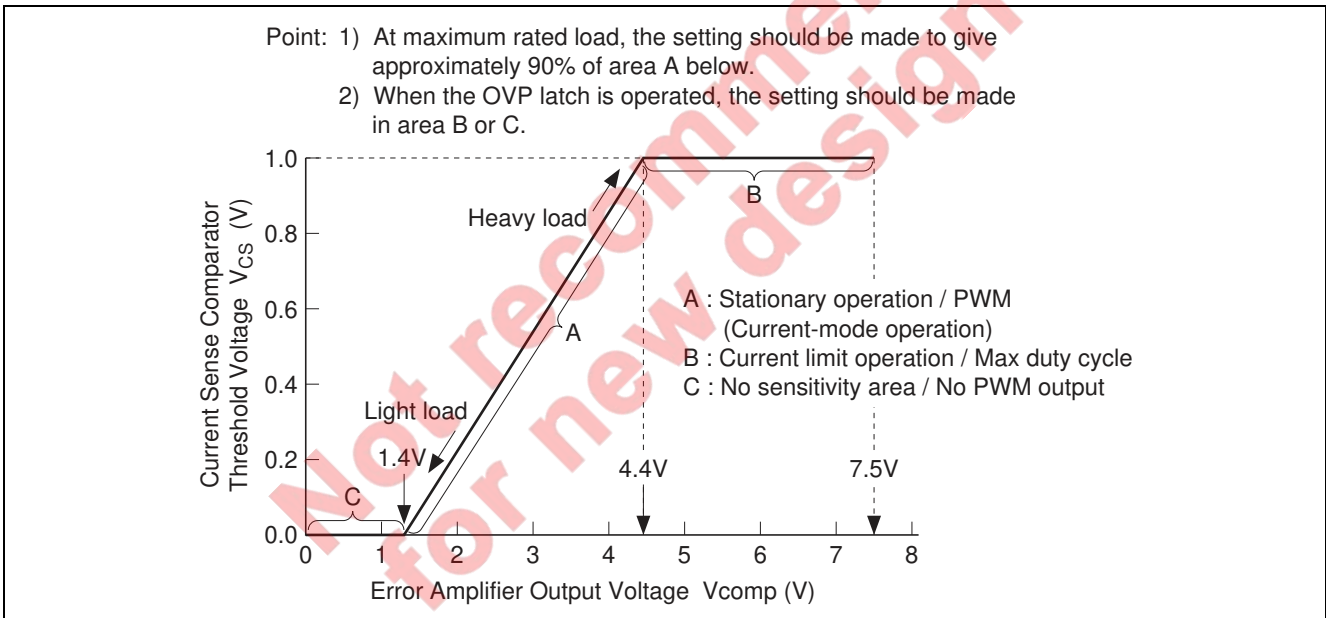 Point: 1) At maximum rated load, the setting should be made to give
approximately 90% of area A below.
2) When the OVP latch is operated, the setting should be made
in area B or C.
Current Sense Comparator
Threshold Voltage VCS (V)
1.0
0.8
0.6
0.4
0.2
0.0
Heavy load
Light load
1.4V
C
A
B
4.4V
7.5V
A : Stationary operation / PWM
(Current-mode operation)
B : Current limit operation / Max duty cycle
C : No sensitivity area / No PWM output
0 1 2 3 4 5 6 7 8
Error Amplifier Output Voltage Vcomp (V)
for new design